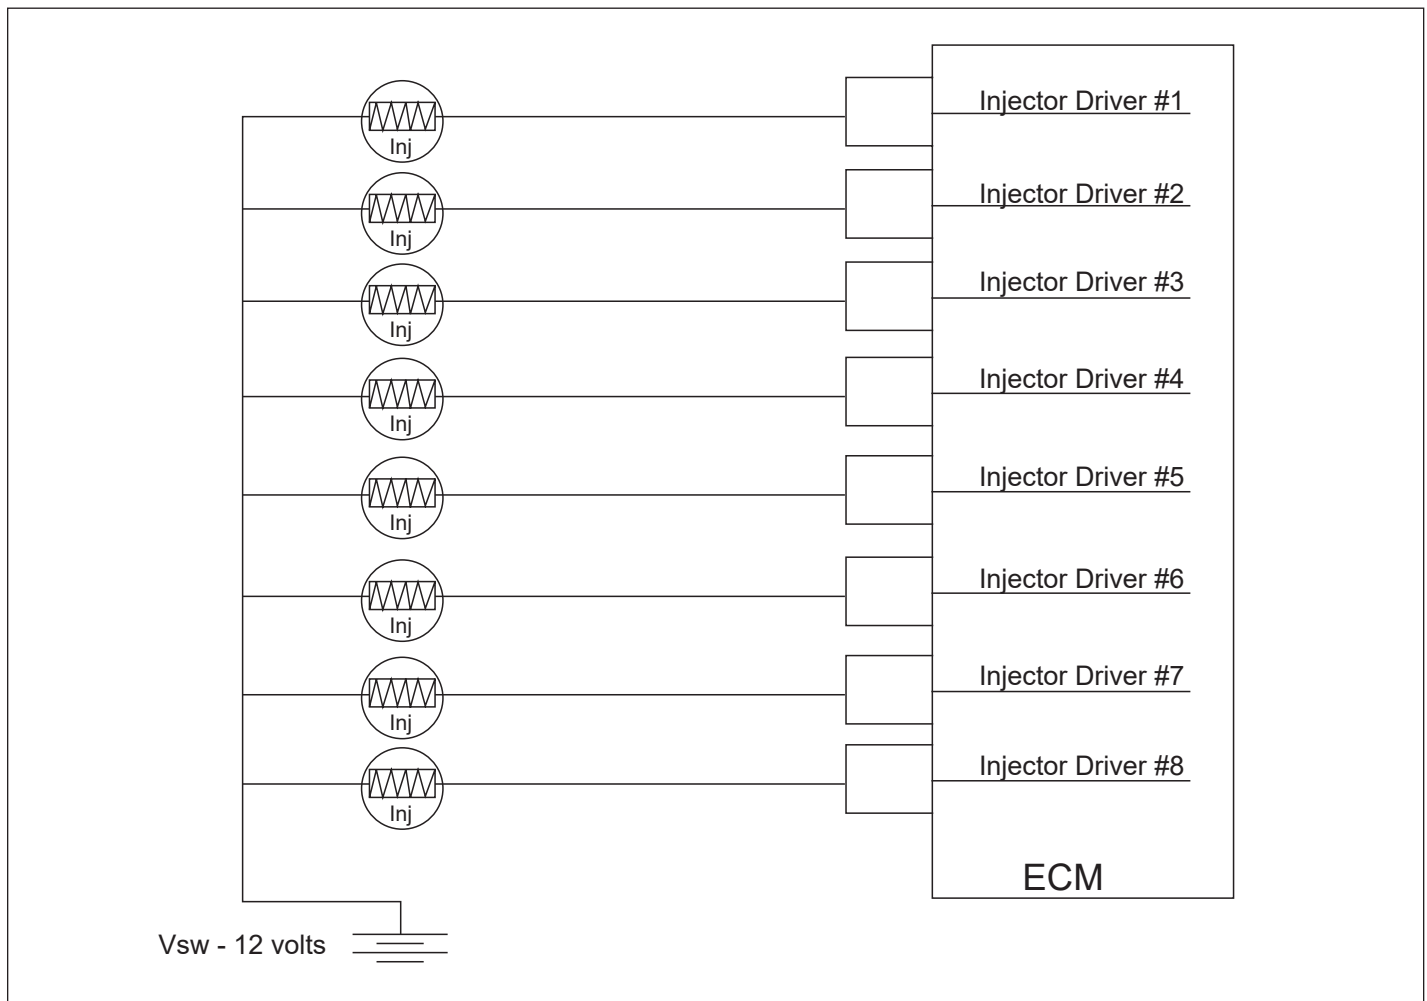 Injector Driver #1
Inj
Injector Driver #2
Inj
Injector Driver #3
Inj
Injector Driver #4
Inj
Injector Driver #5
Inj
Injector Driver #6
Inj
Injector Driver #7
Inj
Injector Driver #8
Inj
ECM
Vsw - 12 volts